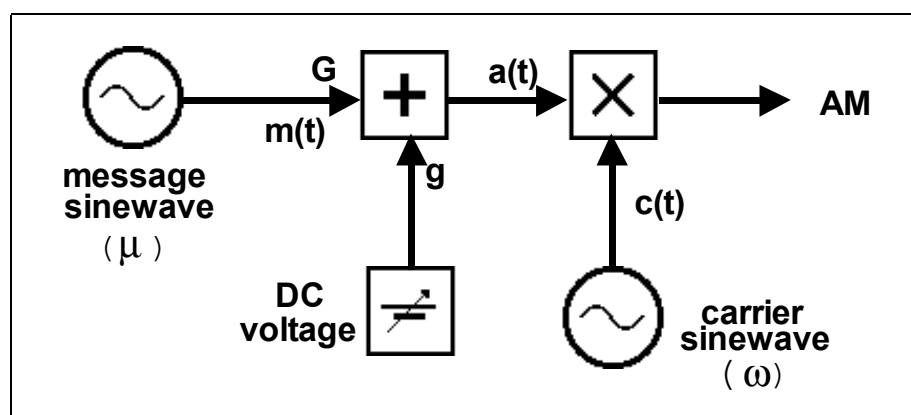 G
a(t)
AM
m(t)
g
message
sinewave
( μ )
c(t)
DC
voltage
carrier
sinewave
( ω )